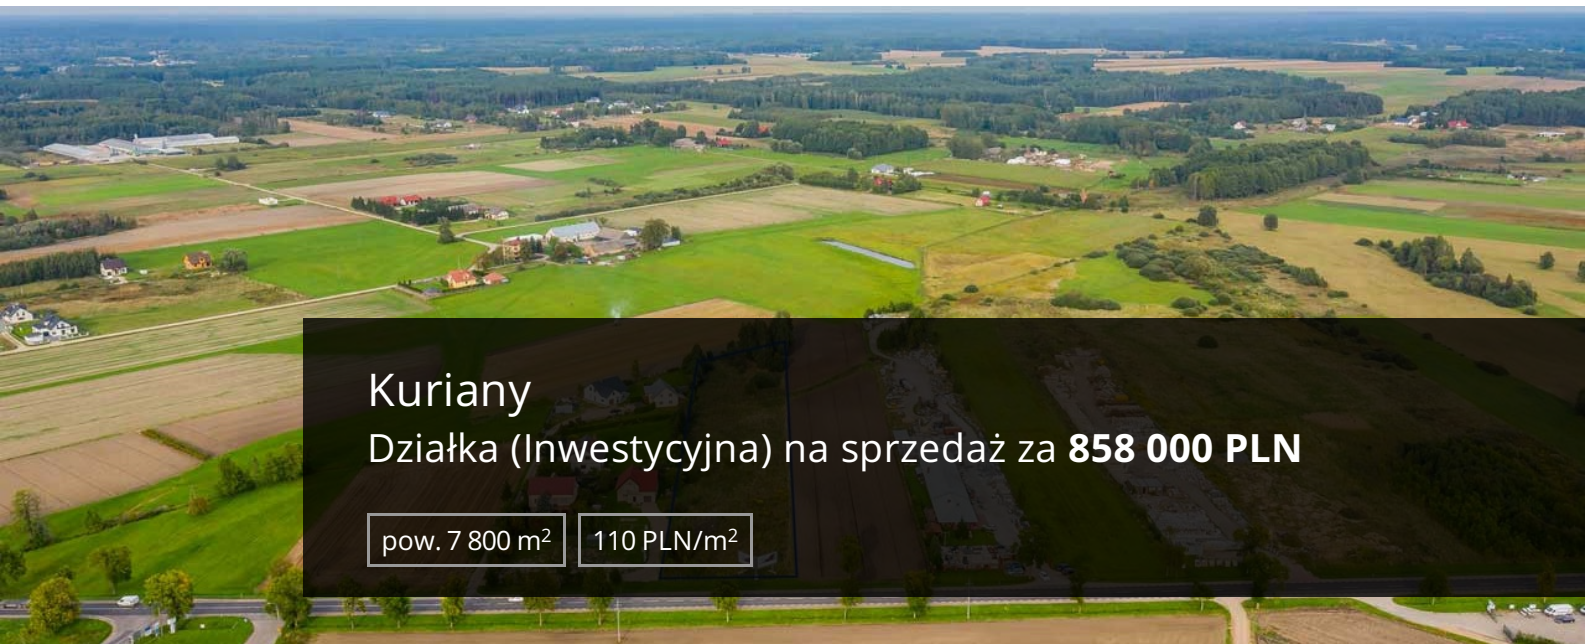 Kuriany
Działka (Inwestycyjna) na sprzedaż za 858 000 PLN
pow. 7 800 m²
110 PLN/m²